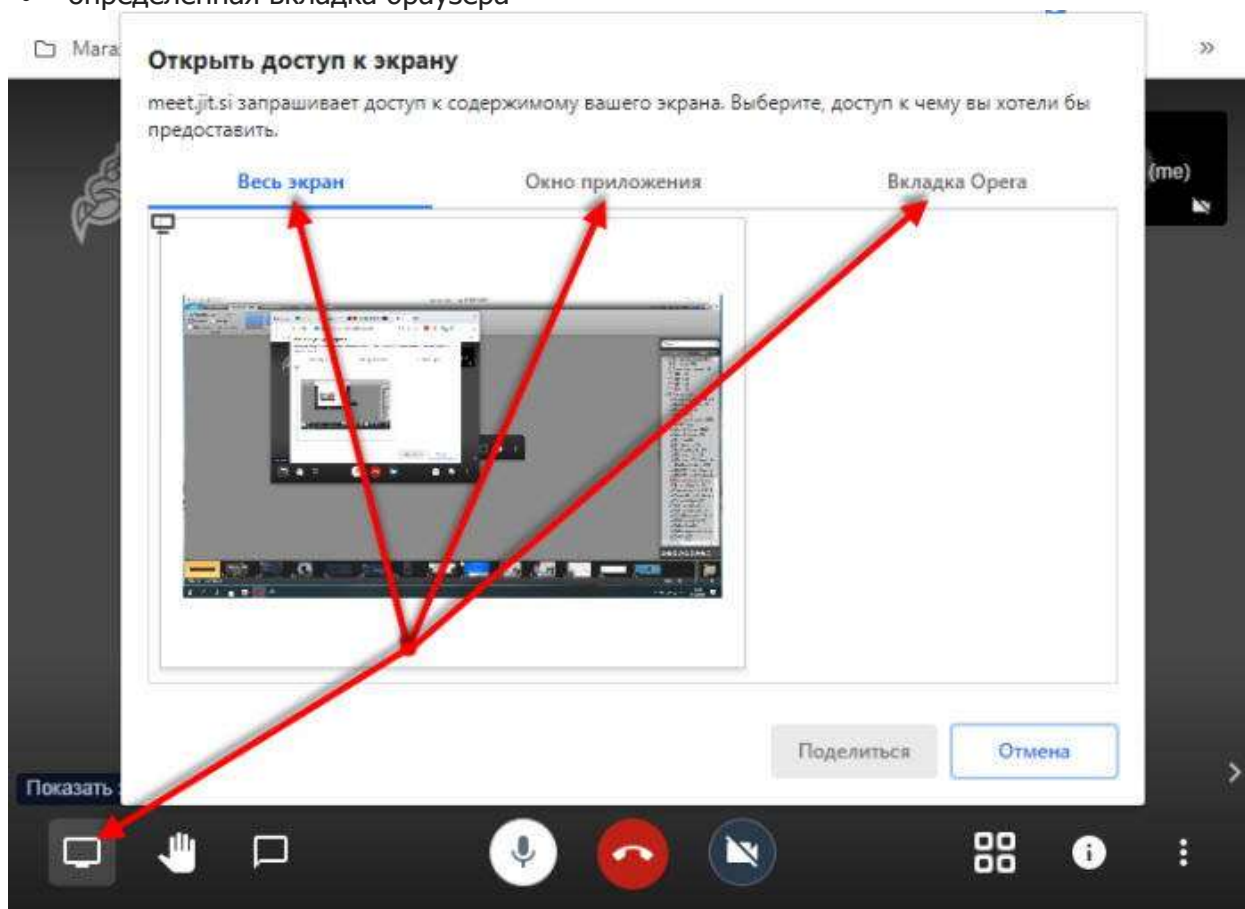 определенная вкладка браузера
Мага
Открыть доступ к экрану
meet.jit.si запрашивает доступ к содержимому вашего экрана. Выберите, доступ к чему вы хотели бы
предоставить.
Весь экран Окно приложения Вкладка Opera
(me)
Поделиться Отмена
Показать